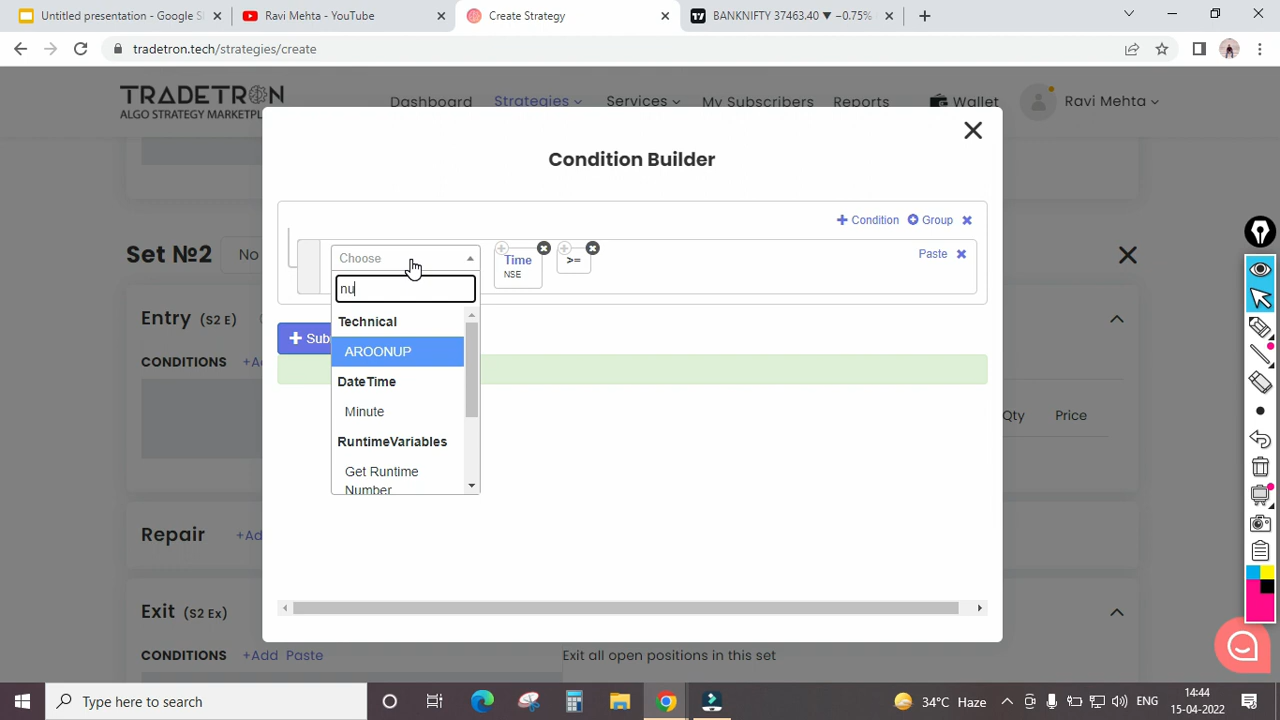 Untitled presentation - Google S
Ravi Mehta - YouTube
Create Strategy
BANKNIFTY 37463.40 ▼ −0.75%
tradetron.tech/strategies/create
TRADETRON
ALGO STRATEGY MARKETPL
Dashboard
Strategies
Services
My Subscribers
Reports
Wallet
Ravi Mehta
Condition Builder
+ Condition
Group
Choose
Time
NSE
>=
Paste
nu
Technical
AROONUP
DateTime
Minute
RuntimeVariables
Get Runtime
Number
+ Sub
Set №2
No
Entry (S2 E)
CONDITIONS
+A
Qty
Price
Repair
+Ad
Exit (S2 Ex)
CONDITIONS
+Add
Paste
Exit all open positions in this set
Type here to search
34°C Haze
ENG
14:44
15-04-2022